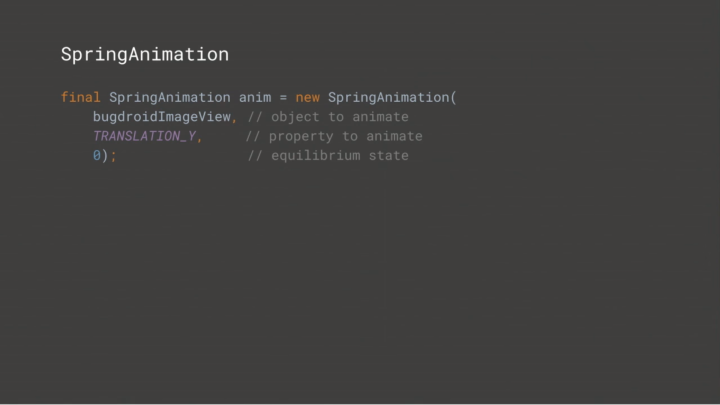 SpringAnimation
final SpringAnimation anim = new SpringAnimation(
    bugdroidImageView, // object to animate
    TRANSLATION_Y,     // property to animate
    0);                // equilibrium state